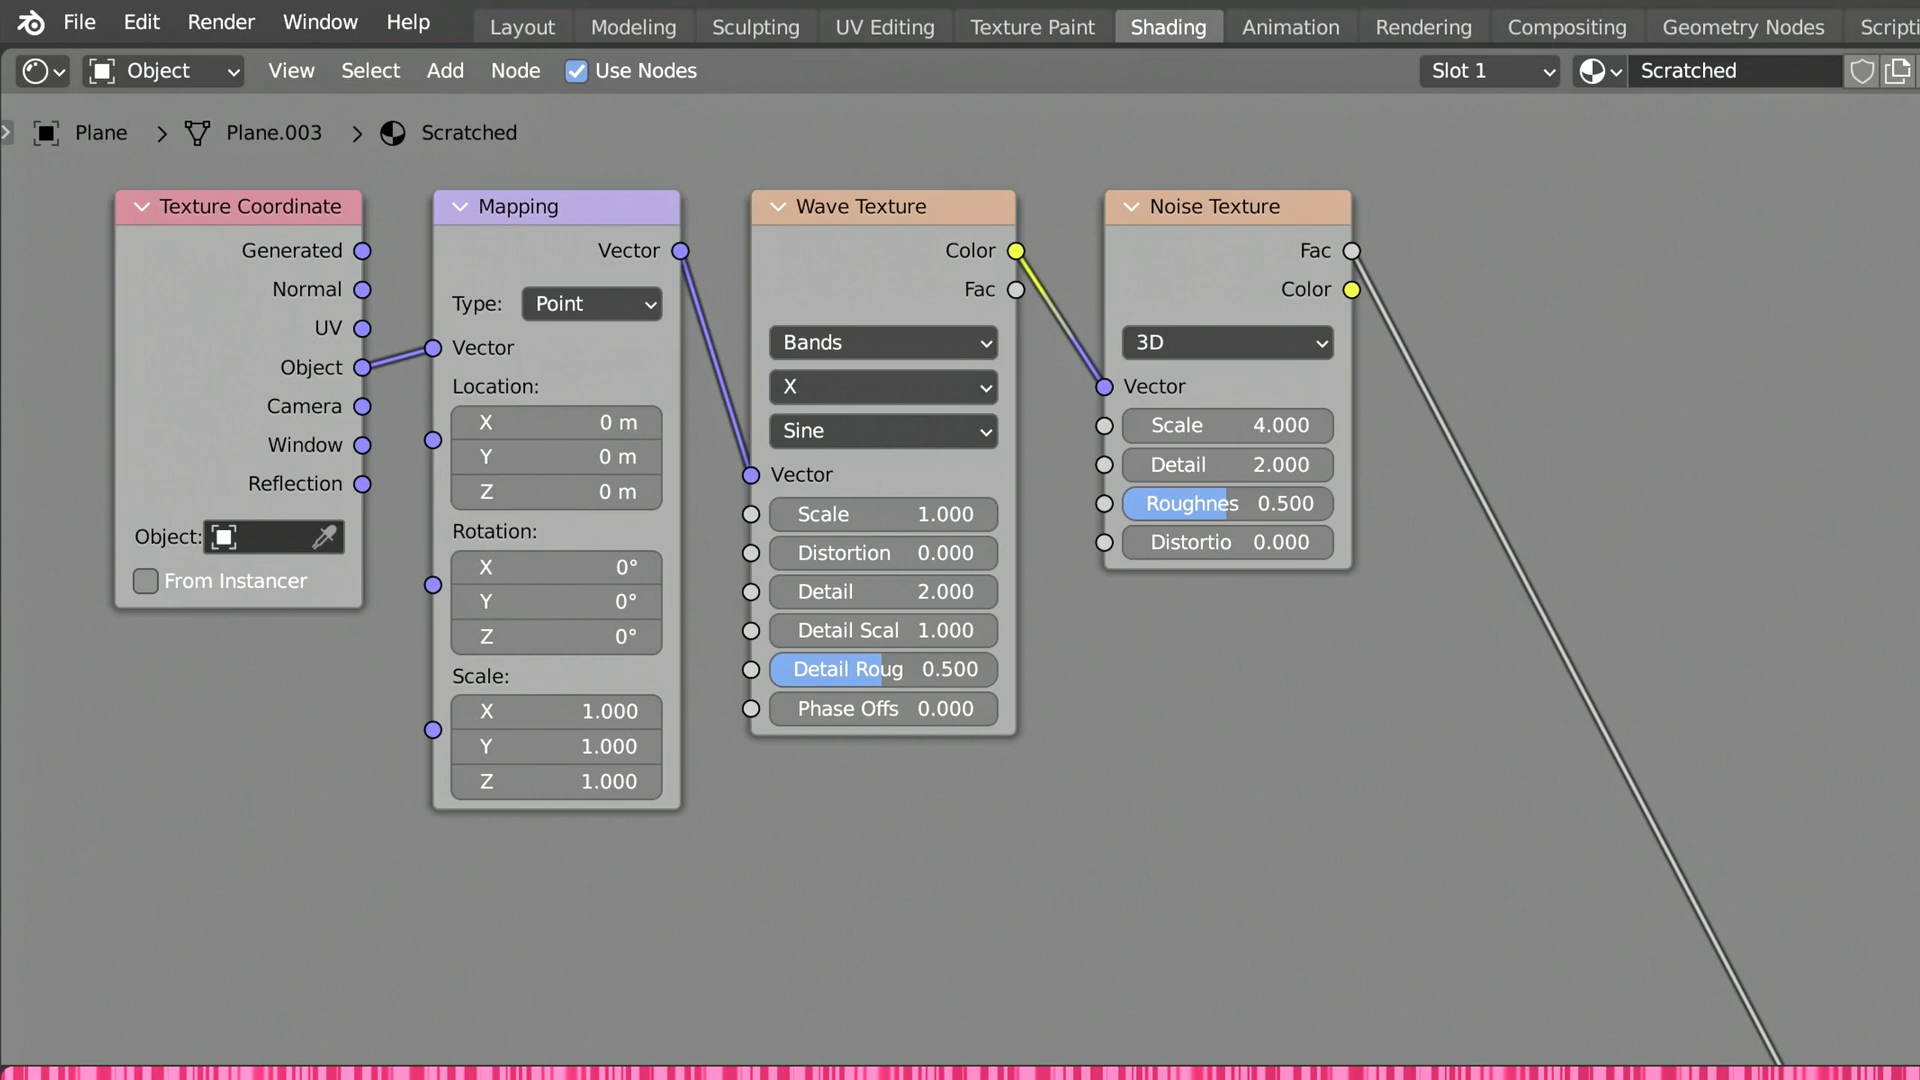 File Edit Render Window Help Layout Modeling Sculpting UV Editing Texture Paint Shading Animation Rendering Compositing Geometry Nodes Scripti
Object View Select Add Node Use Nodes Slot 1 Scratched
Plane > Plane.003 > Scratched
Texture Coordinate
Generated
Normal
UV
Object
Camera
Window
Reflection
Object:
From Instancer
Mapping
Vector
Type: Point
Vector
Location:
X 0 m
Y 0 m
Z 0 m
Rotation:
X 0°
Y 0°
Z 0°
Scale:
X 1.000
Y 1.000
Z 1.000
Wave Texture
Color
Fac
Bands
X
Sine
Vector
Scale 1.000
Distortion 0.000
Detail 2.000
Detail Scal 1.000
Detail Roug 0.500
Phase Offs 0.000
Noise Texture
Fac
Color
3D
Vector
Scale 4.000
Detail 2.000
Roughnes 0.500
Distortio 0.000